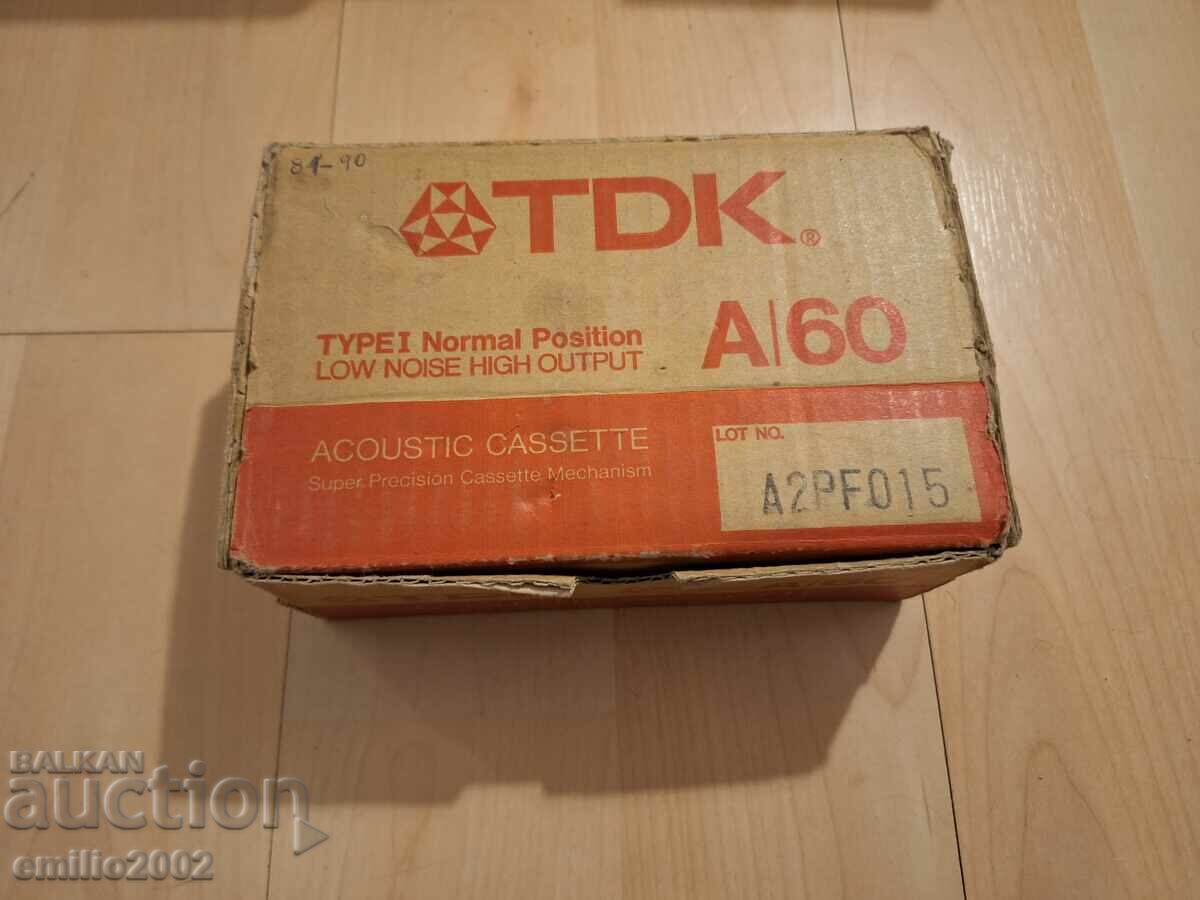 81-90
TDK®
TYPE I Normal Position
LOW NOISE HIGH OUTPUT
A|60
ACOUSTIC CASSETTE
Super Precision Cassette Mechanism
LOT NO.
A2PF015
BALKAN
auction
emilio2002